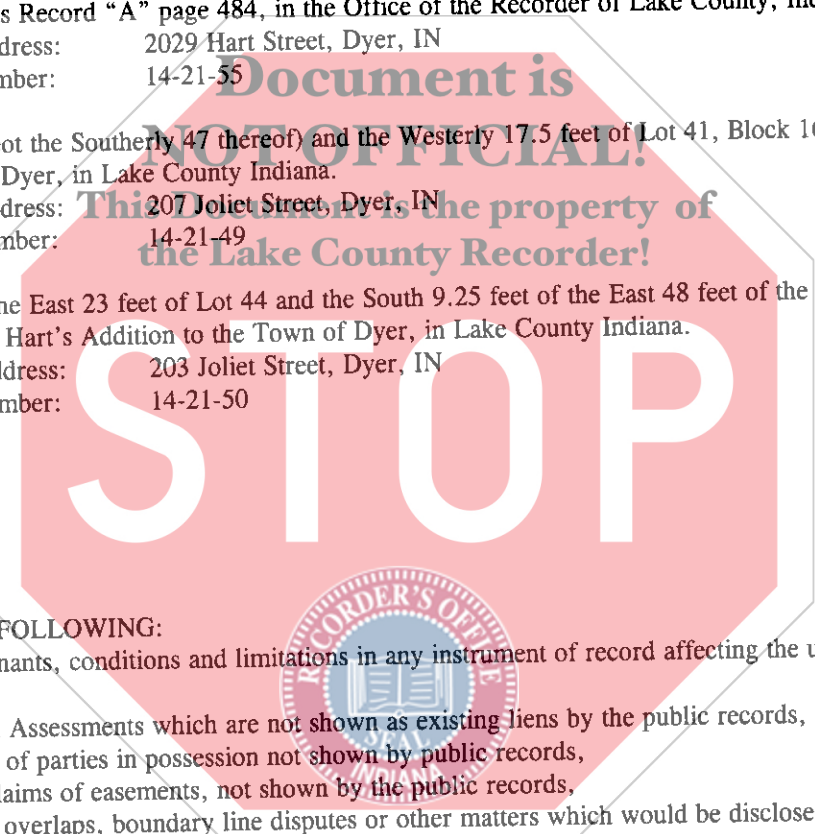 s Record “A” page 484, in the Office of the Recorder of Lake County,
dress: 2029 Hart Street, Dyer, IN
mber: 14-21-55
Document is
ot the Southerly 47 thereof) and the Westerly 17.5 feet of Lot 41, Block
NOT OFFICIAL!
Dyer, in Lake County Indiana.
dress: 207 Joliet Street, Dyer, IN
This Document is the property of
mber: 14-21-49
the Lake County Recorder!
ne East 23 feet of Lot 44 and the South 9.25 feet of the East 48 feet of the
Hart's Addition to the Town of Dyer, in Lake County Indiana.
ddress: 203 Joliet Street, Dyer, IN
mber: 14-21-50
STOP
FOLLOWING:
nants, conditions and limitations in any instrument of record affecting the
RECORDER'S OFFICE
Assessments which are not shown as existing liens by the public records,
SEAL
of parties in possession not shown by public records,
INDIANA
laims of easements, not shown by the public records,
overlaps, boundary line disputes or other matters which would be disclose